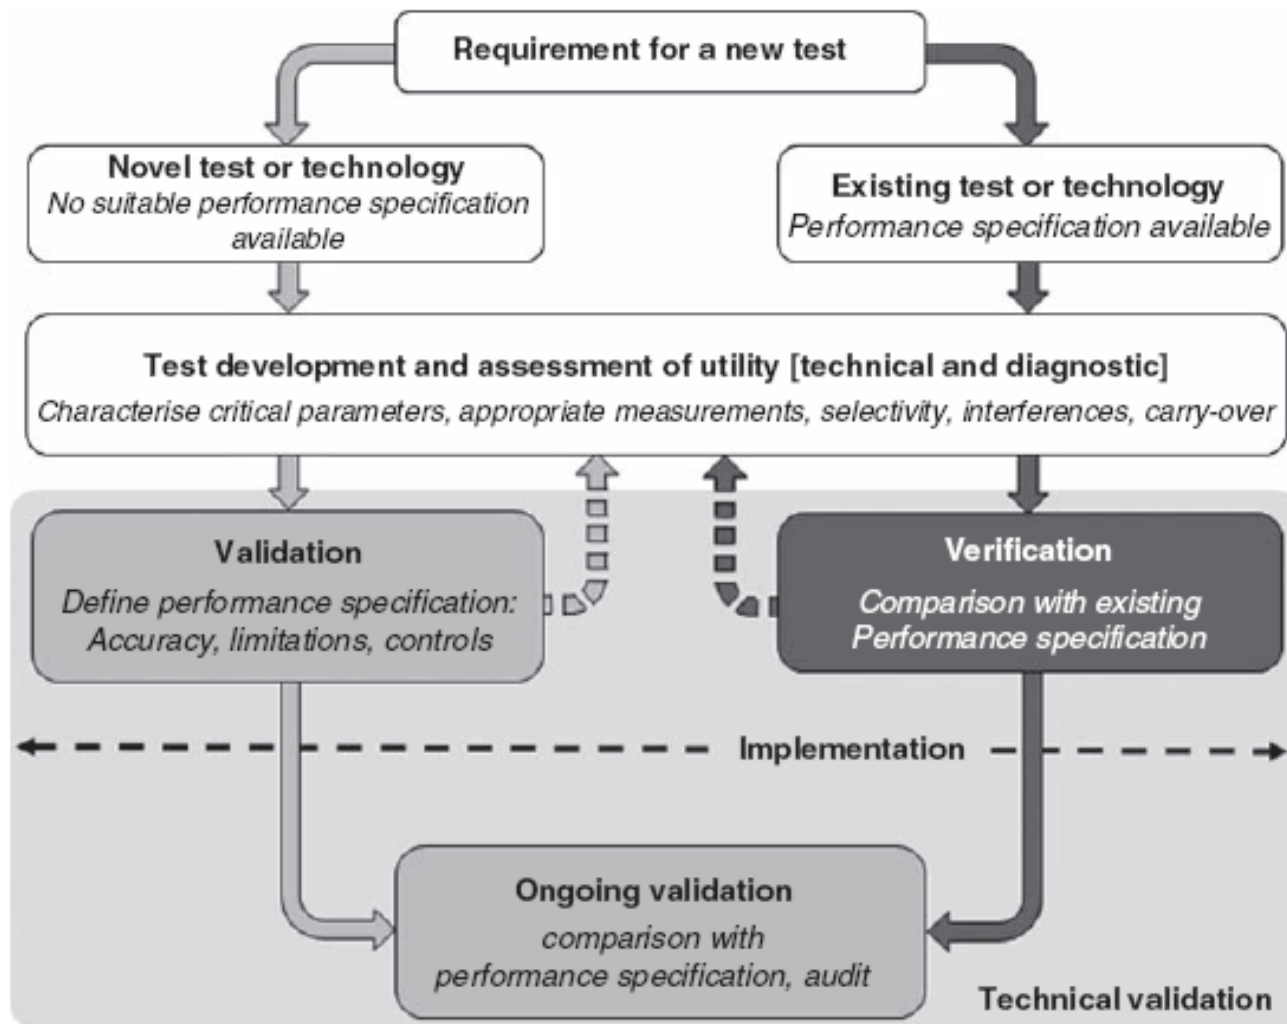 Requirement for a new test
Novel test or technology
No suitable performance specification
available
Existing test or technology
Performance specification available
Test development and assessment of utility [technical and diagnostic]
Characterise critical parameters, appropriate measurements, selectivity, interferences, carry-over
Validation
Define performance specification:
Accuracy, limitations, controls
Verification
Comparison with existing
Performance specification
Implementation
Ongoing validation
comparison with
performance specification, audit
Technical validation